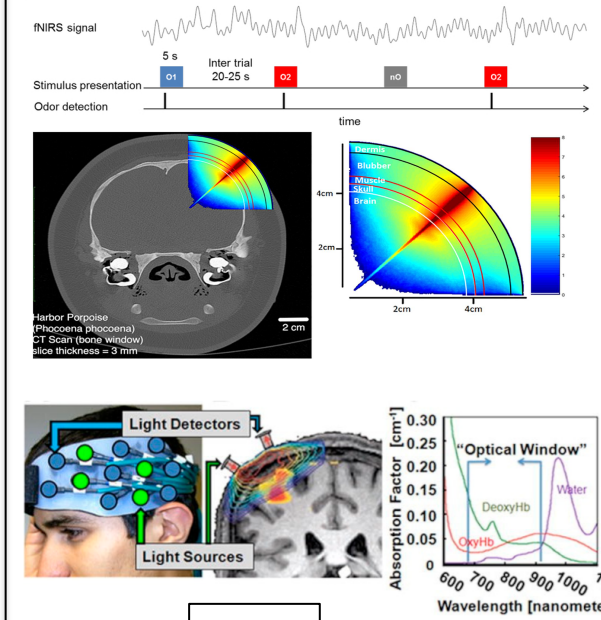 fNIRS signal
5 s
Inter trial
20-25 s
O1
O2
nO
O2
Stimulus presentation
Odor detection
time
Harbor Porpoise
(Phocoena phocoena)
CT Scan (bone window)
slice thickness = 3 mm
2 cm
Dermis
Blubber
Muscle
Skull
Brain
4cm
2cm
2cm
4cm
8
7
6
5
4
3
2
1
0
Light Detectors
Light Sources
Absorption Factor [cm⁻¹]
0.30
0.25
0.20
0.15
0.10
0.05
0
"Optical Window"
Water
DeoxyHb
OxyHb
600 700 800 900 1000
Wavelength [nanomete